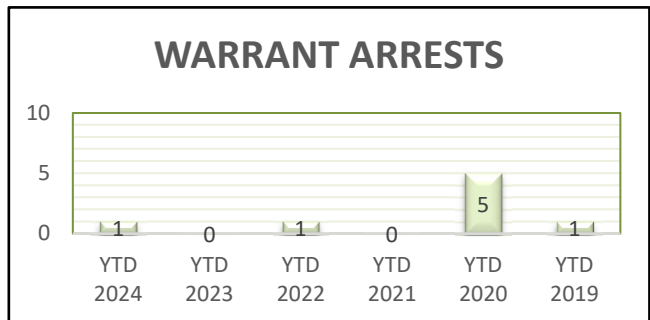 WARRANT ARRESTS
10
5
0
1 0 1 0 5 1
YTD YTD YTD YTD YTD YTD
2024 2023 2022 2021 2020 2019